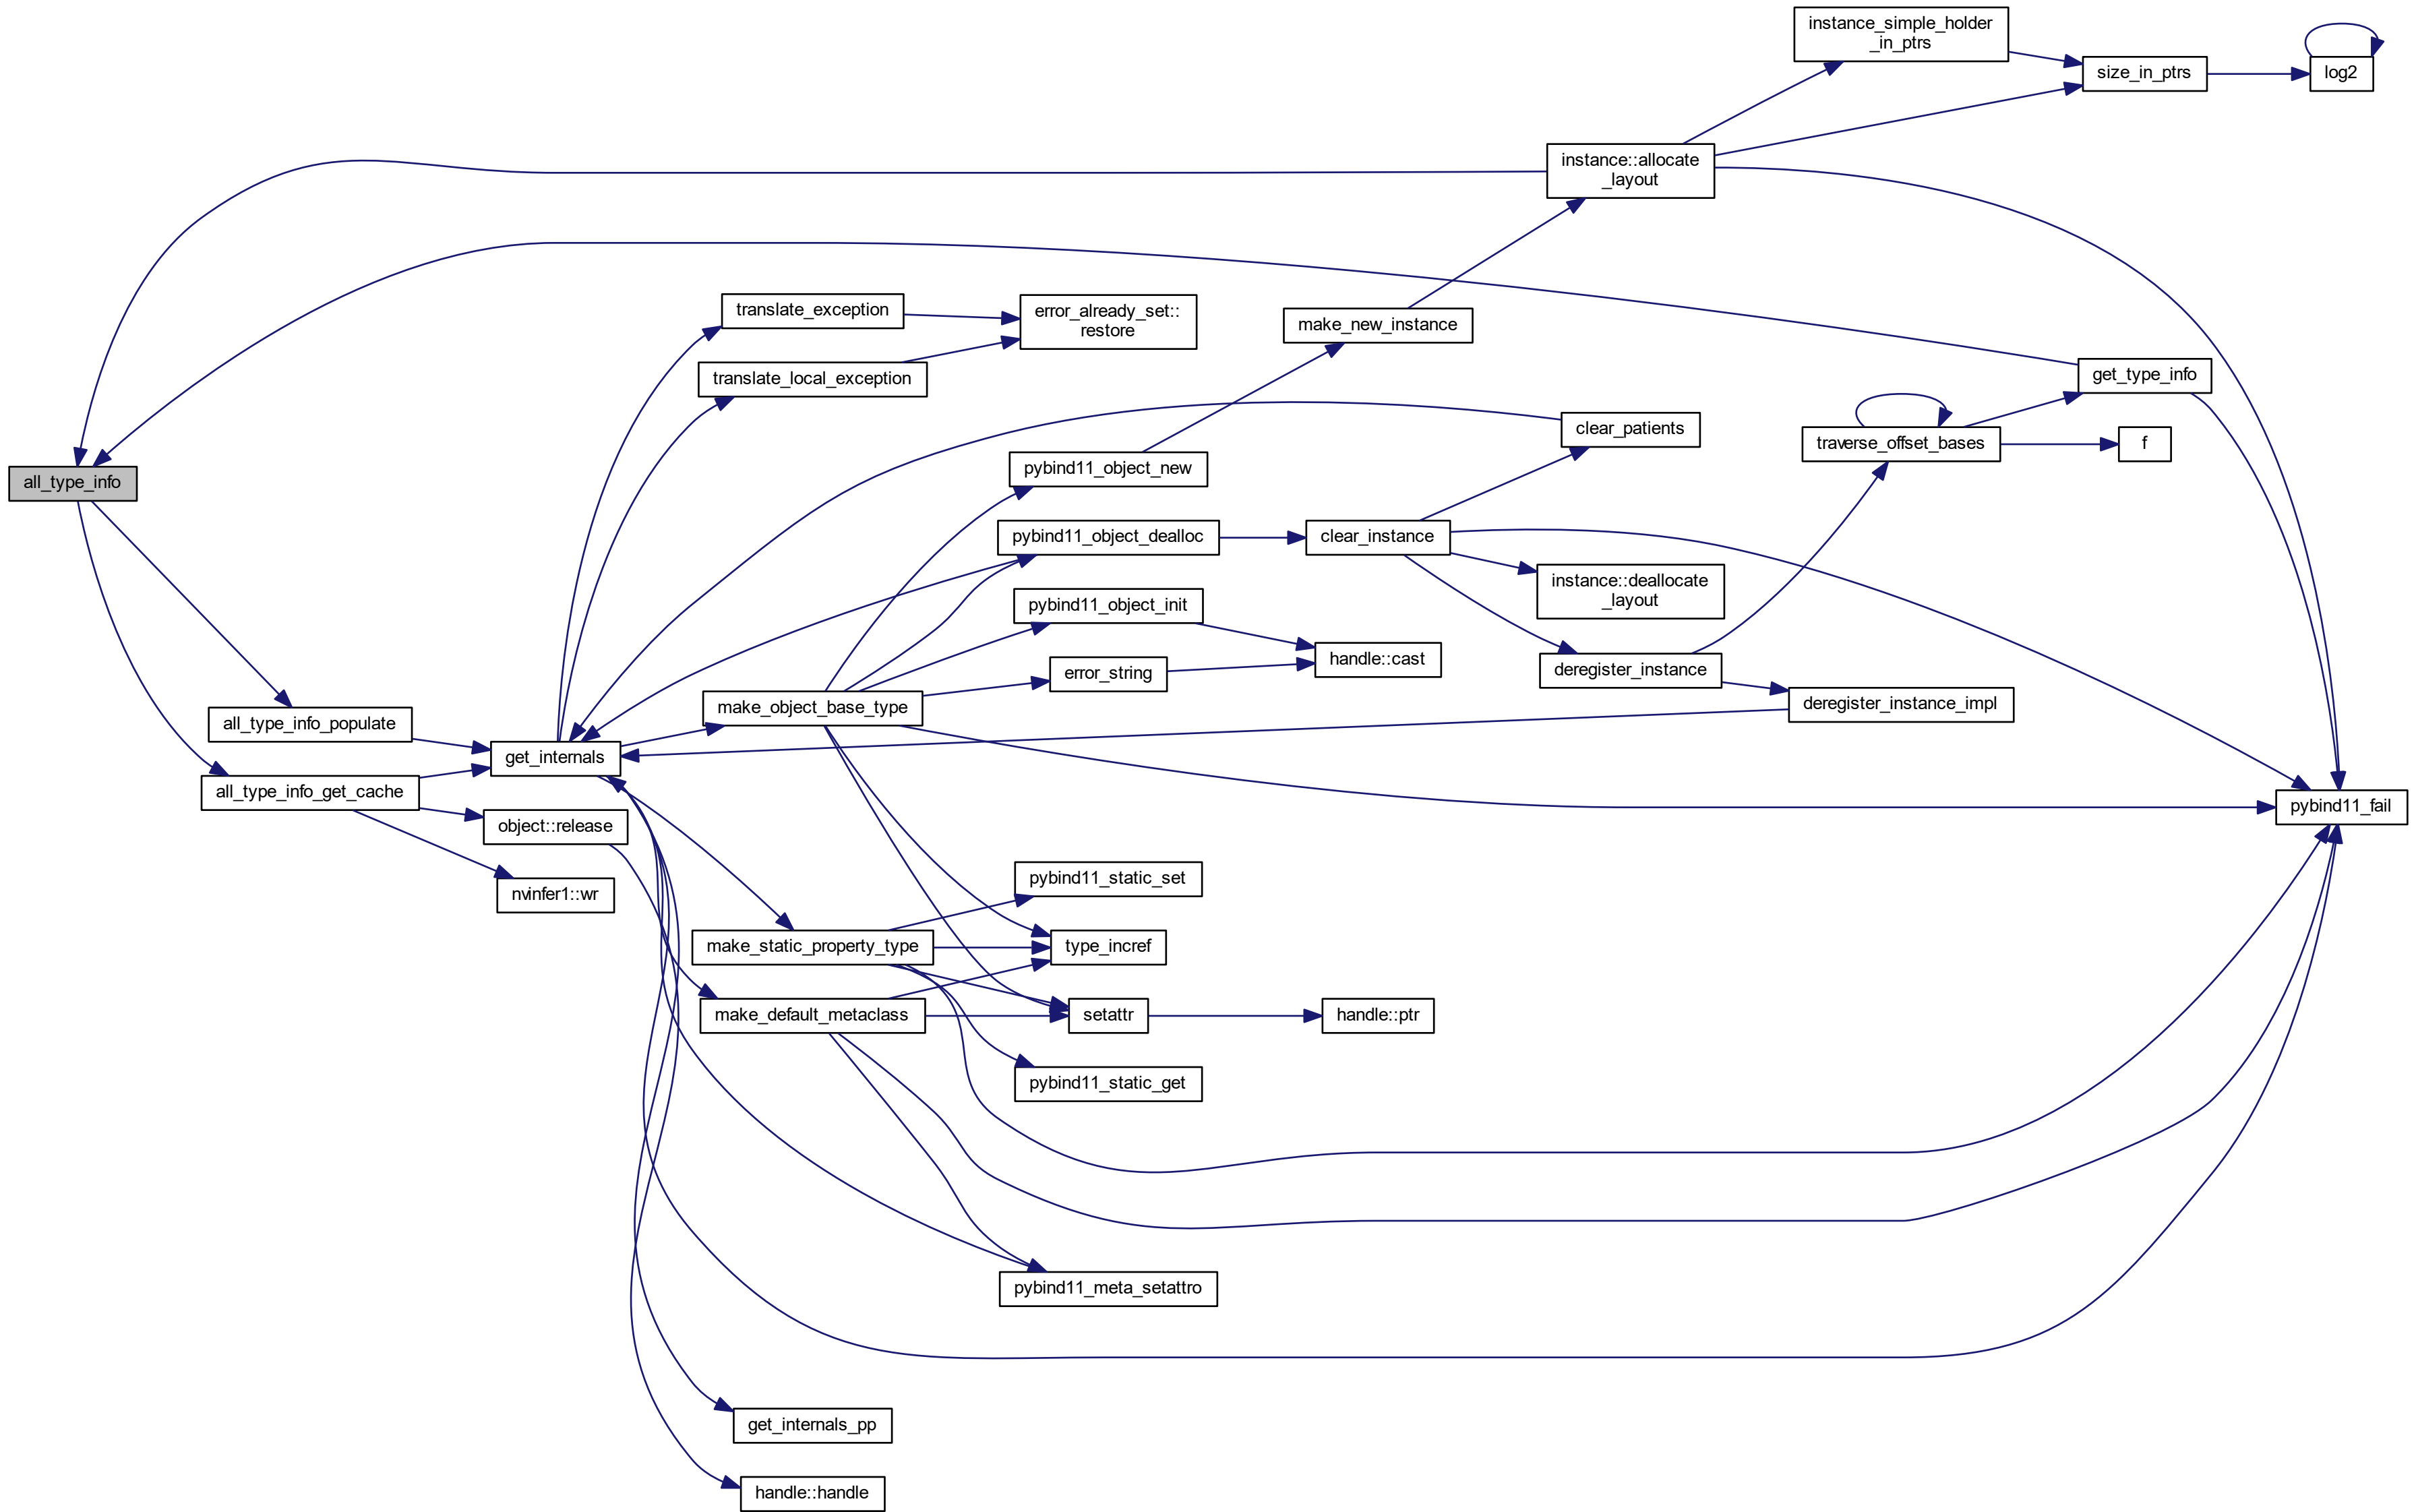 instance_simple_holder
_in_ptrs
size_in_ptrs
log2
instance::allocate
_layout
translate_exception
error_already_set::
restore
make_new_instance
translate_local_exception
get_type_info
clear_patients
traverse_offset_bases
f
all_type_info
pybind11_object_new
pybind11_object_dealloc
clear_instance
instance::deallocate
_layout
pybind11_object_init
handle::cast
error_string
deregister_instance
deregister_instance_impl
all_type_info_populate
make_object_base_type
get_internals
all_type_info_get_cache
pybind11_fail
object::release
nvinfer1::wr
pybind11_static_set
make_static_property_type
type_incref
make_default_metaclass
setattr
handle::ptr
pybind11_static_get
pybind11_meta_setattro
get_internals_pp
handle::handle